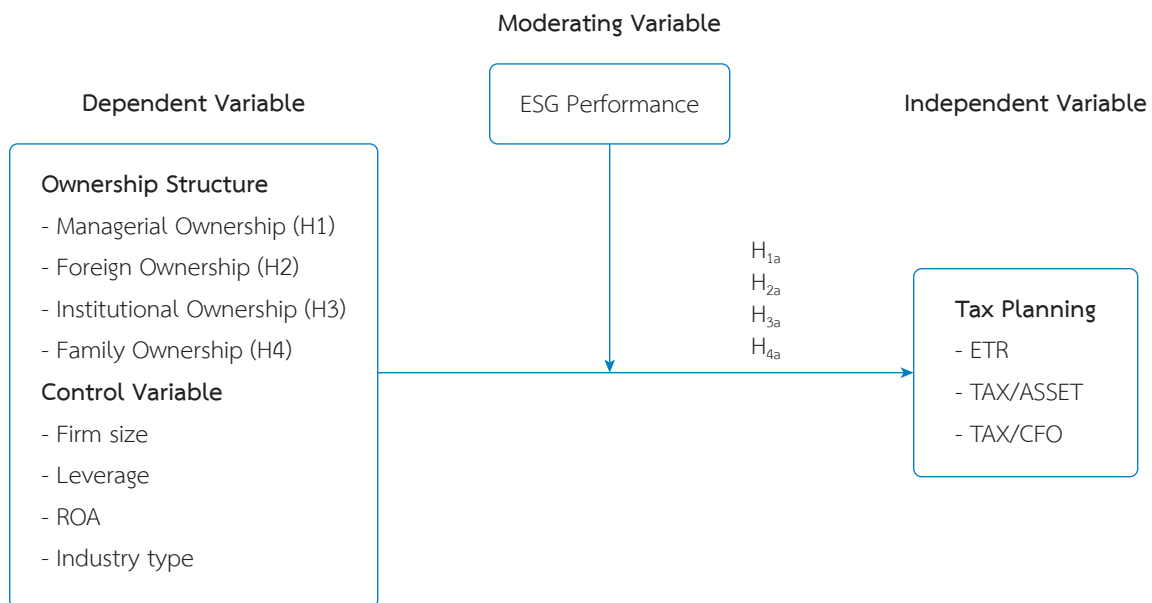 Moderating Variable
ESG Performance
Dependent Variable
Ownership Structure
- Managerial Ownership (H1)
- Foreign Ownership (H2)
- Institutional Ownership (H3)
- Family Ownership (H4)
Control Variable
- Firm size
- Leverage
- ROA
- Industry type
H1a
H2a
H3a
H4a
Independent Variable
Tax Planning
- ETR
- TAX/ASSET
- TAX/CFO